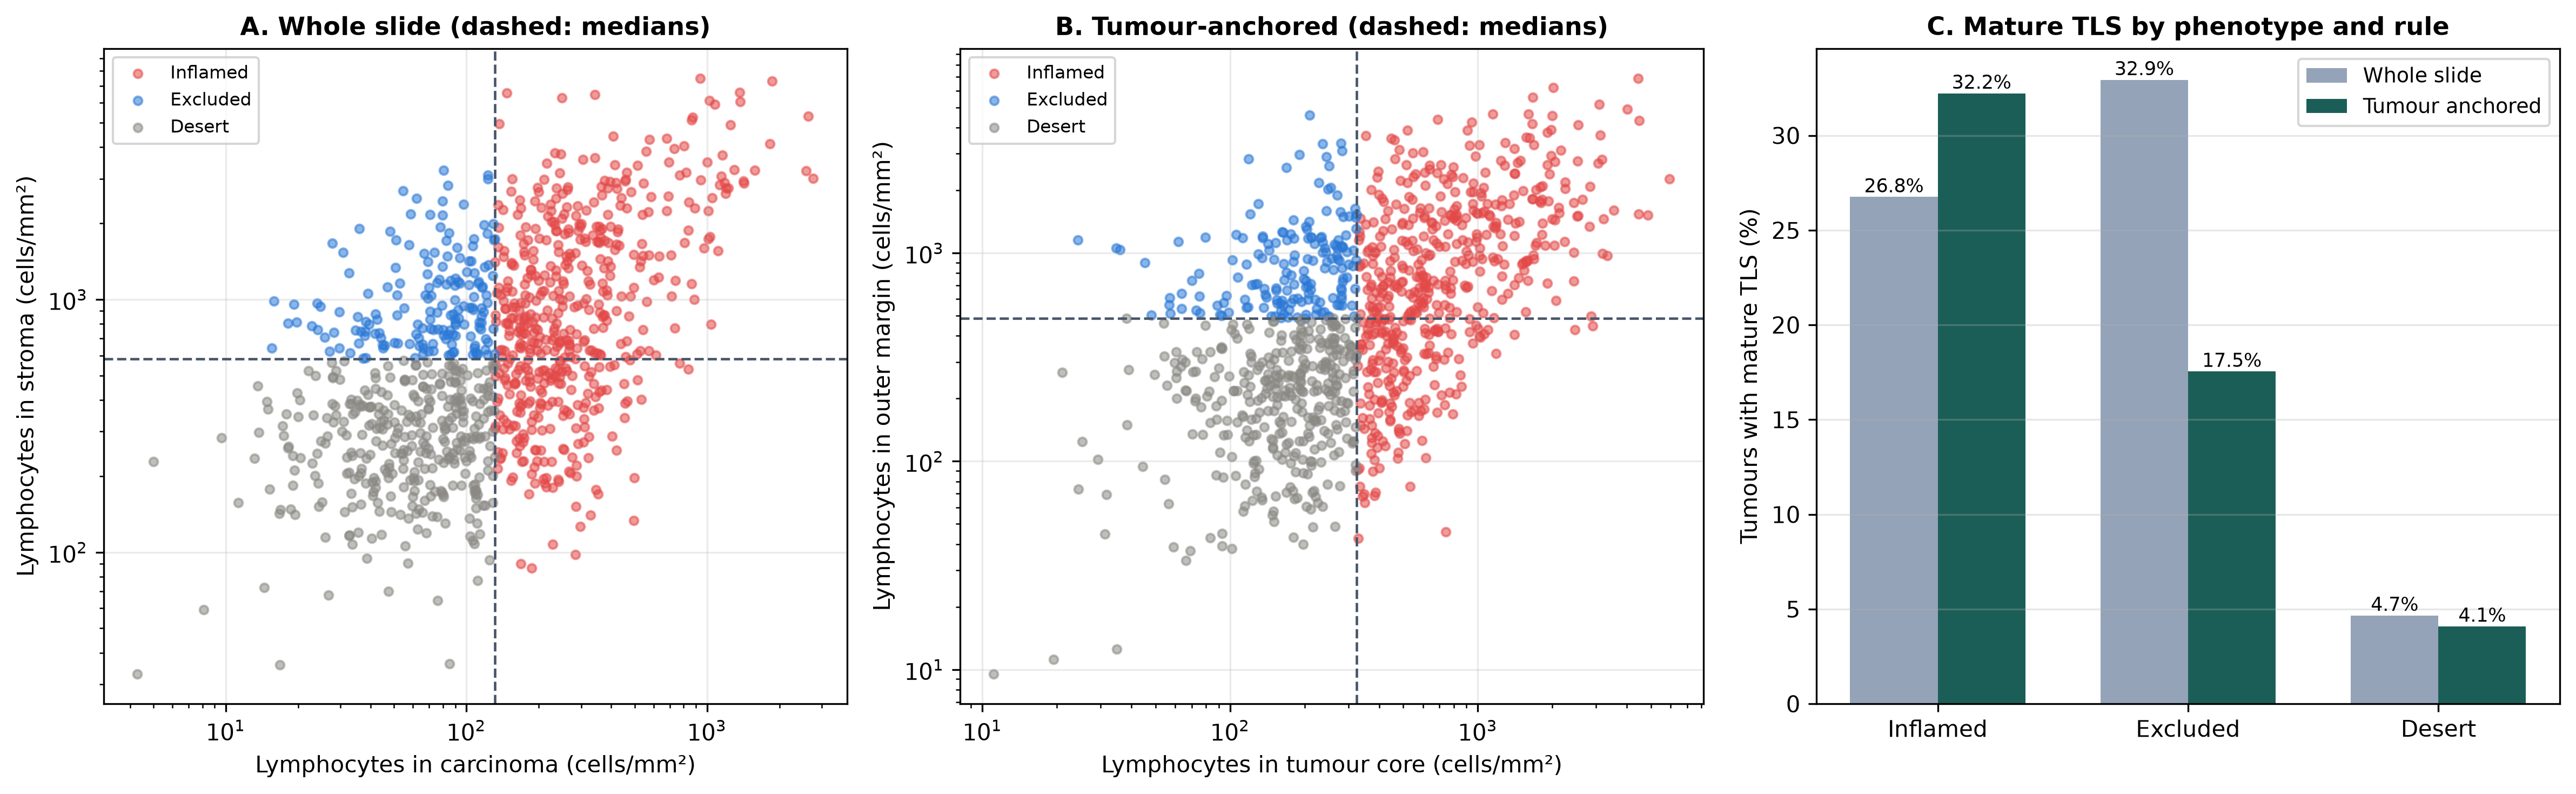 A. Whole slide (dashed: medians)
Inflamed
Excluded
Desert
Lymphocytes in stroma (cells/mm²)
10³
10²
10¹
10²
10³
Lymphocytes in carcinoma (cells/mm²)
B. Tumour-anchored (dashed: medians)
Inflamed
Excluded
Desert
Lymphocytes in outer margin (cells/mm²)
10³
10²
10¹
10¹
10²
10³
Lymphocytes in tumour core (cells/mm²)
C. Mature TLS by phenotype and rule
Whole slide
Tumour anchored
Tumours with mature TLS (%)
30
25
20
15
10
5
0
26.8%
32.2%
32.9%
17.5%
4.7%
4.1%
Inflamed
Excluded
Desert